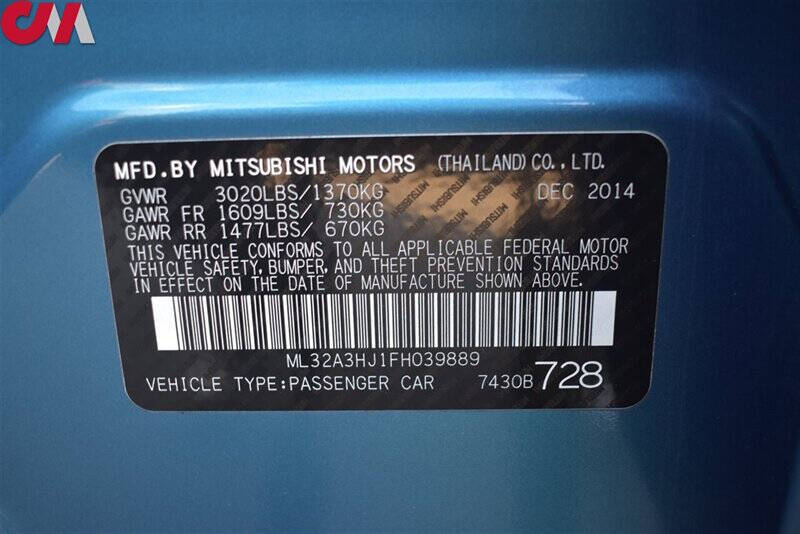 CM
MFD.BY MITSUBISHI MOTORS (THAILAND) CO., LTD.
GVWR 3020LBS/1370KG DEC 2014
GAWR FR 1609LBS/ 730KG
GAWR RR 1477LBS/ 670KG
THIS VEHICLE CONFORMS TO ALL APPLICABLE FEDERAL MOTOR
VEHICLE SAFETY, BUMPER, AND THEFT PREVENTION STANDARDS
IN EFFECT ON THE DATE OF MANUFACTURE SHOWN ABOVE.
ML32A3HJ1FH039889
VEHICLE TYPE:PASSENGER CAR 7430B 728